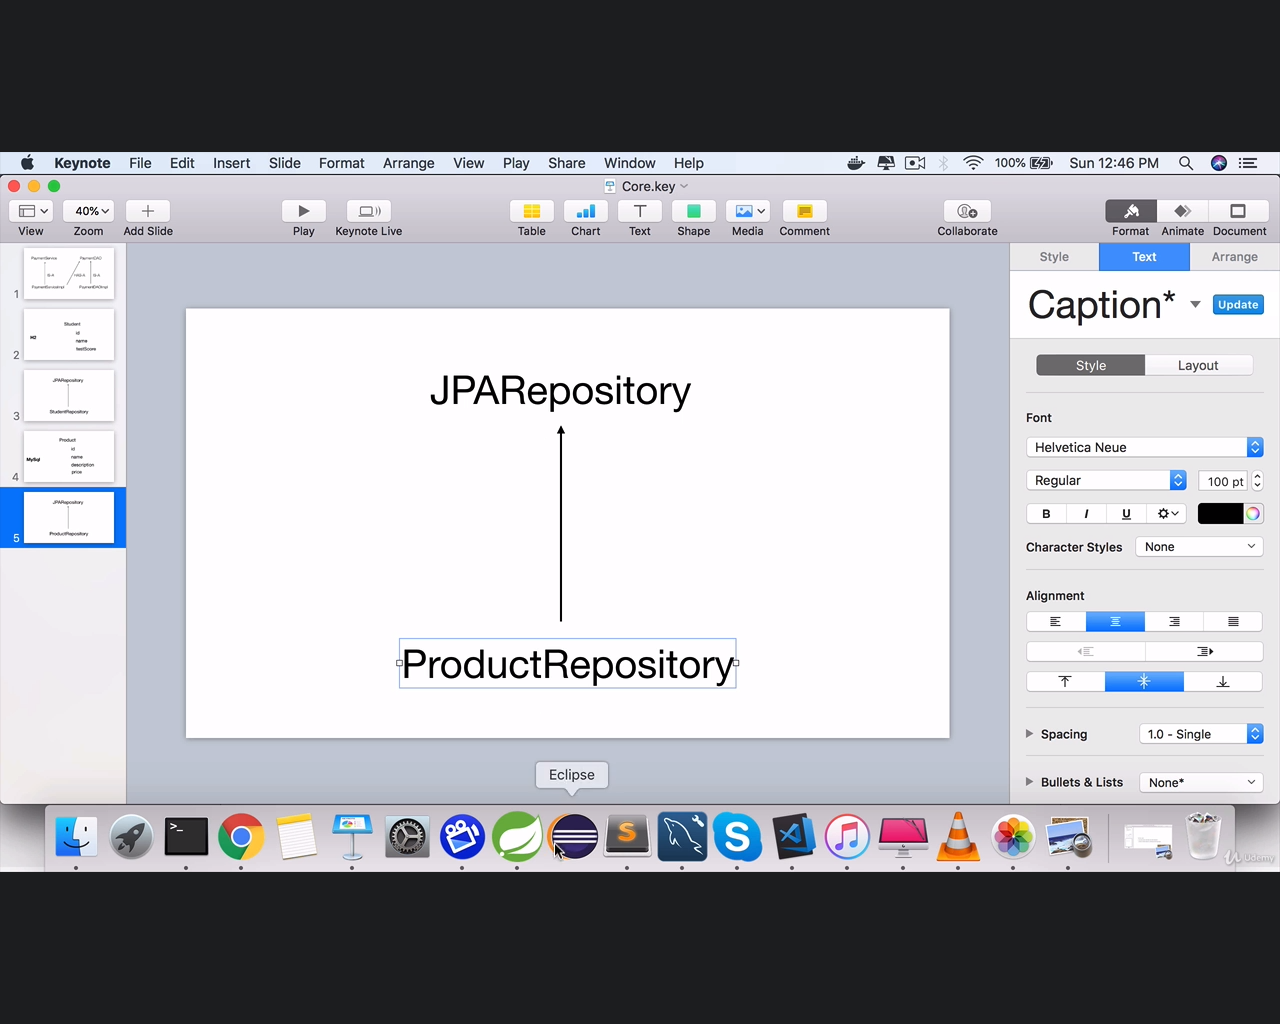 Keynote File Edit Insert Slide Format Arrange View Play Share Window Help 100% Sun 12:46 PM
Core.key
40%
View Zoom Add Slide Play Keynote Live Table Chart Text Shape Media Comment Collaborate Format Animate Document
Style Text Arrange
Caption* Update
Style Layout
Font
Helvetica Neue
Regular 100 pt
B I U
Character Styles None
Alignment
Spacing 1.0 - Single
Bullets & Lists None*
1
PaymentService PaymentDAO
IS-A HAS-A IS-A
PaymentServiceImpl PaymentDAOImpl
2
Student
H2
id
name
testScore
3
JPARepository
StudentRepository
4
Product
MySql
id
name
description
price
5
JPARepository
ProductRepository
JPARepository
ProductRepository
Eclipse
>_
S
Udemy